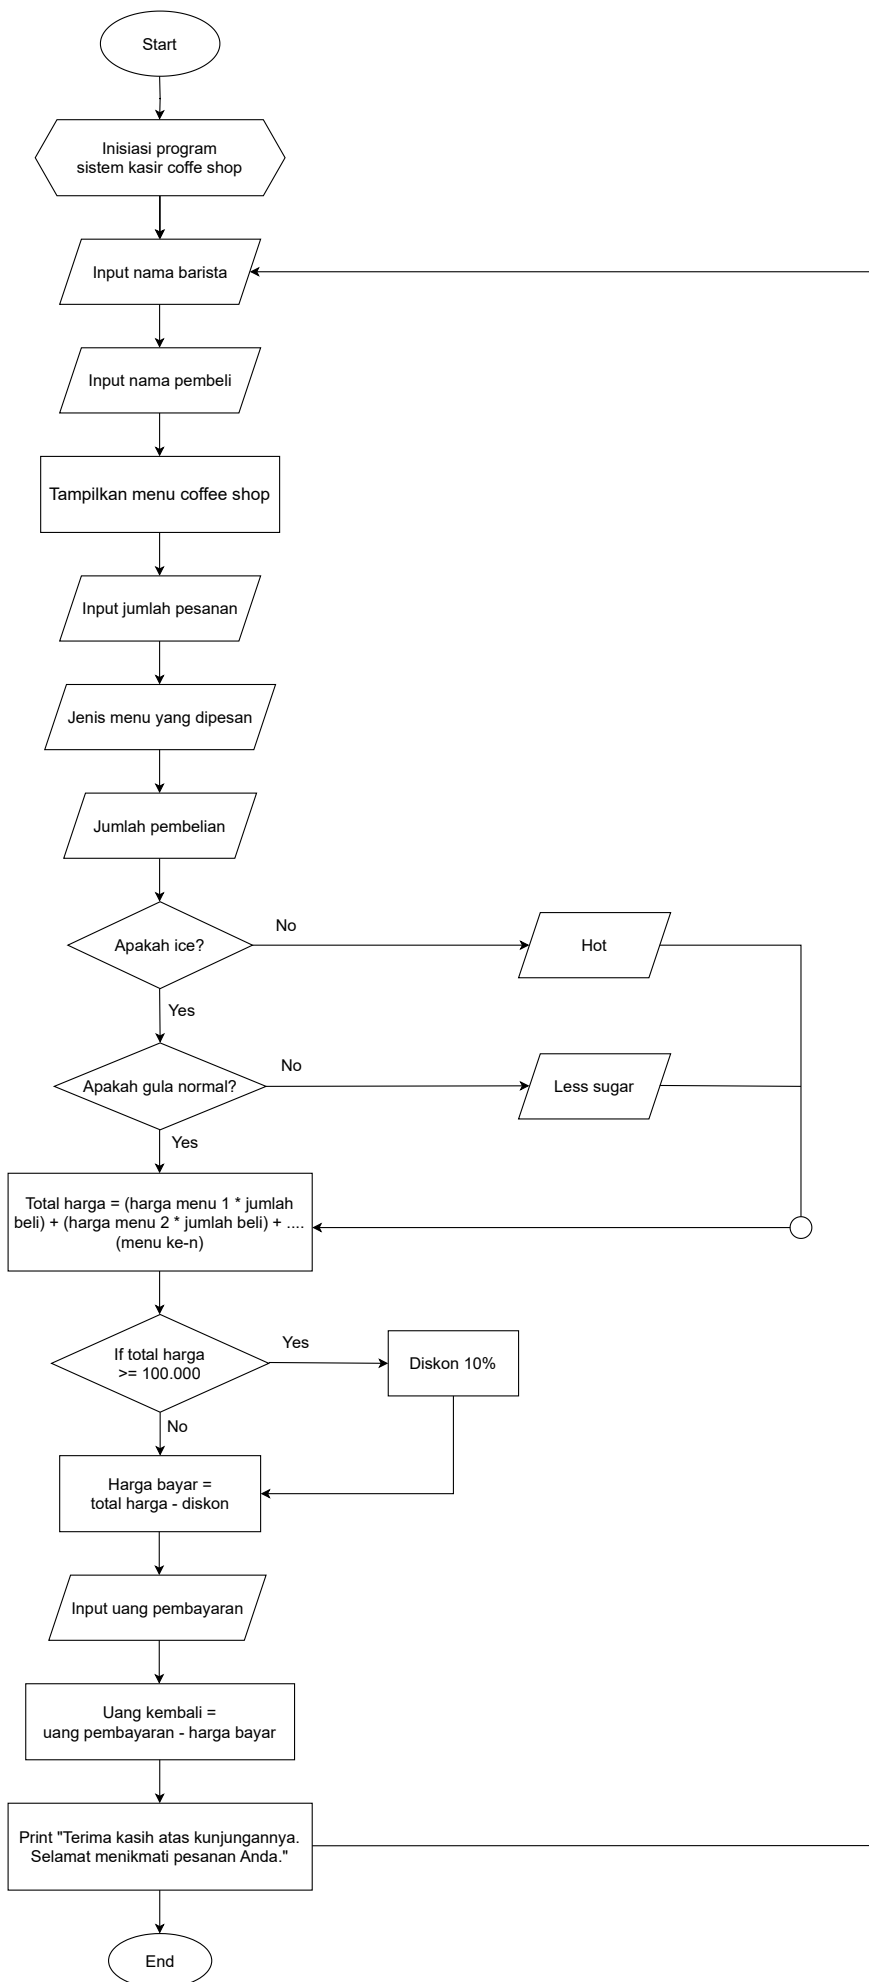 Start
Inisiasi program
sistem kasir coffe shop
Input nama barista
Input nama pembeli
Tampilkan menu coffee shop
Input jumlah pesanan
Jenis menu yang dipesan
Jumlah pembelian
Apakah ice?
No
Hot
Yes
Apakah gula normal?
No
Less sugar
Yes
Total harga = (harga menu 1 * jumlah
beli) + (harga menu 2 * jumlah beli) + ....
(menu ke-n)
If total harga
>= 100.000
Yes
Diskon 10%
No
Harga bayar =
total harga - diskon
Input uang pembayaran
Uang kembali =
uang pembayaran - harga bayar
Print "Terima kasih atas kunjungannya.
Selamat menikmati pesanan Anda."
End